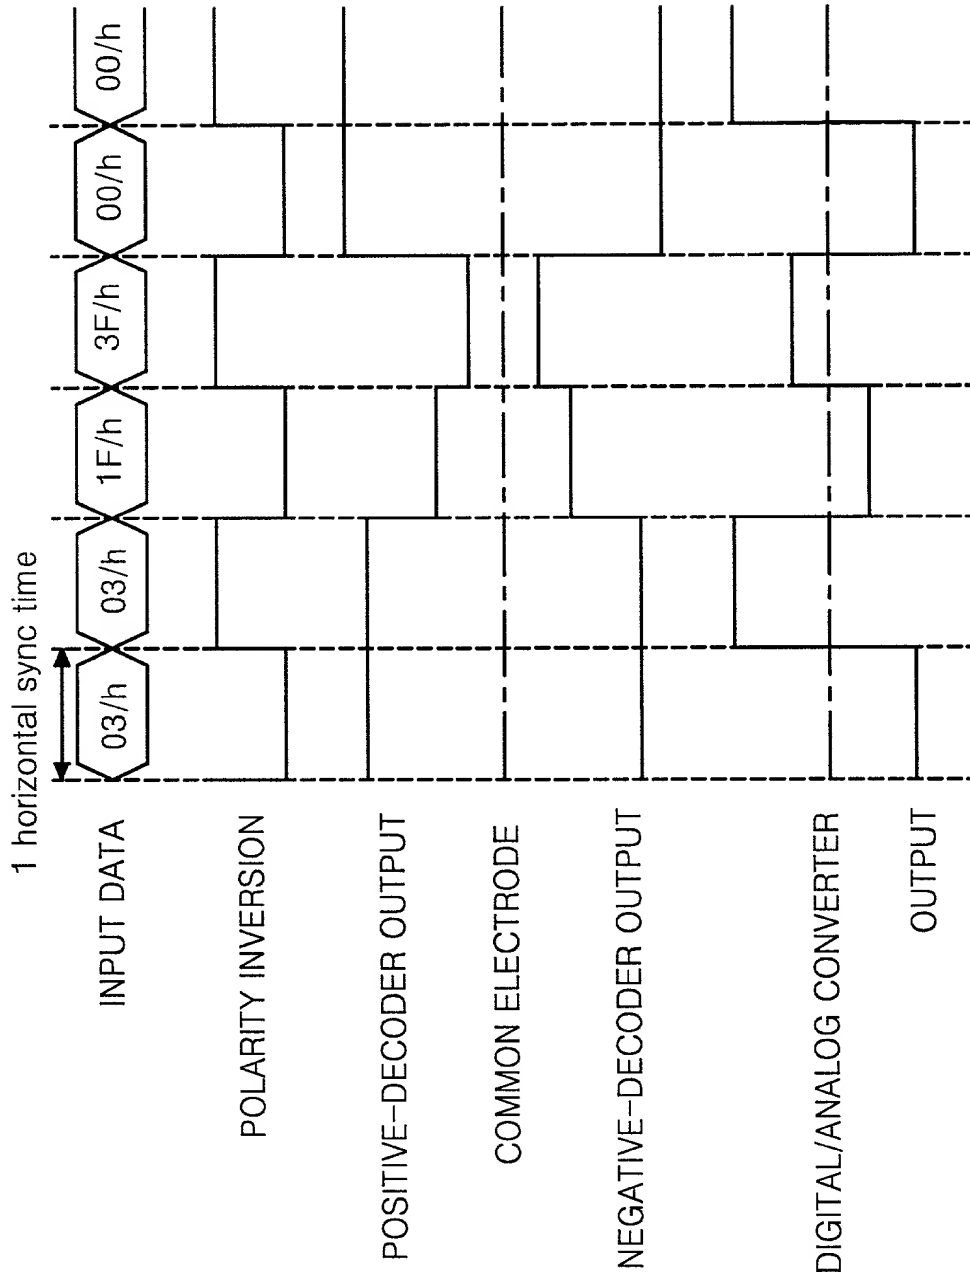 1 horizontal sync time
INPUT DATA
03/h
03/h
1F/h
3F/h
00/h
00/h
POLARITY INVERSION
POSITIVE-DECODER OUTPUT
COMMON ELECTRODE
NEGATIVE-DECODER OUTPUT
DIGITAL/ANALOG CONVERTER
OUTPUT